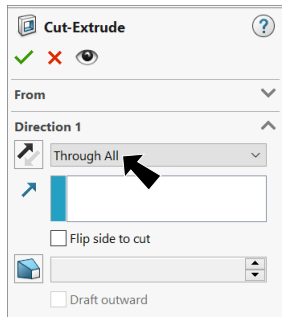 Cut-Extrude
From
Direction 1
Through All
Flip side to cut
Draft outward